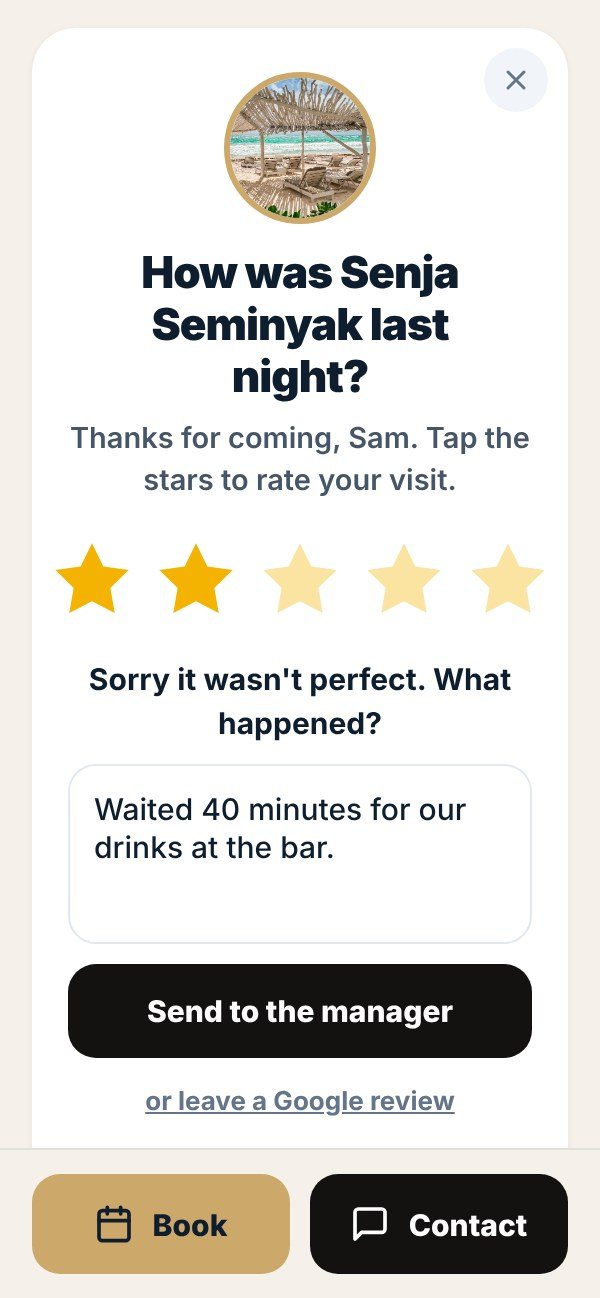 How was Senja
Seminyak last
night?
Thanks for coming, Sam. Tap the
stars to rate your visit.
Sorry it wasn't perfect. What
happened?
Waited 40 minutes for our
drinks at the bar.
Send to the manager
or leave a Google review
Book
Contact